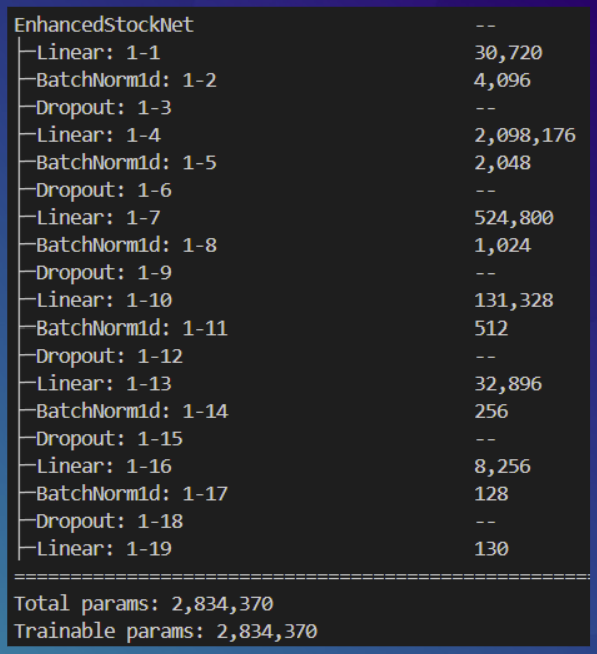 EnhancedStockNet --
├─Linear: 1-1 30,720
├─BatchNorm1d: 1-2 4,096
├─Dropout: 1-3 --
├─Linear: 1-4 2,098,176
├─BatchNorm1d: 1-5 2,048
├─Dropout: 1-6 --
├─Linear: 1-7 524,800
├─BatchNorm1d: 1-8 1,024
├─Dropout: 1-9 --
├─Linear: 1-10 131,328
├─BatchNorm1d: 1-11 512
├─Dropout: 1-12 --
├─Linear: 1-13 32,896
├─BatchNorm1d: 1-14 256
├─Dropout: 1-15 --
├─Linear: 1-16 8,256
├─BatchNorm1d: 1-17 128
├─Dropout: 1-18 --
├─Linear: 1-19 130
====================================================
Total params: 2,834,370
Trainable params: 2,834,370